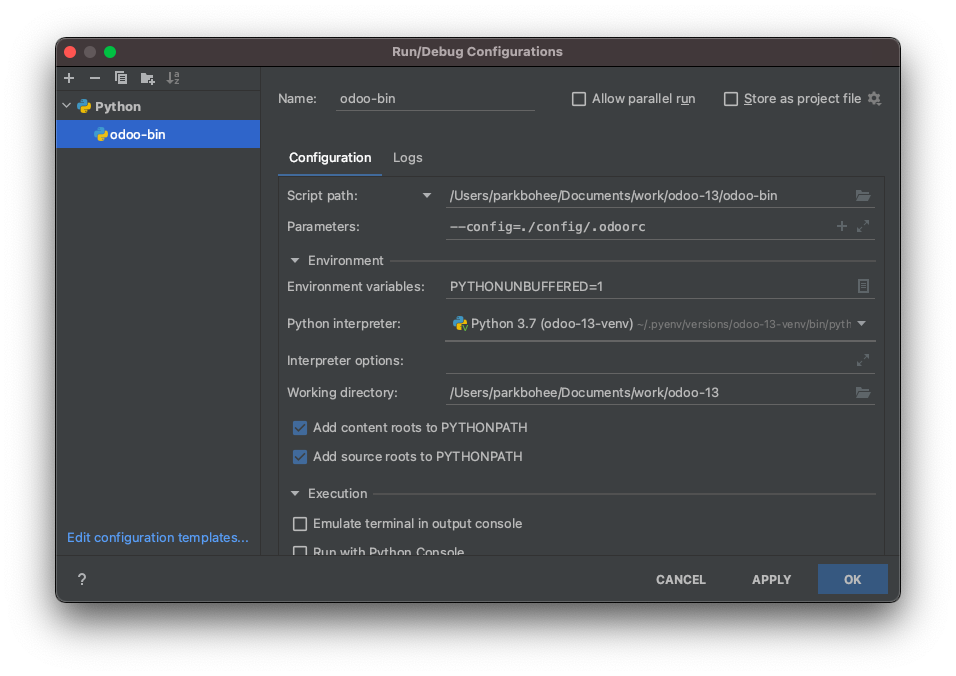 Run/Debug Configurations
Python
odoo-bin
Edit configuration templates...
Name: odoo-bin Allow parallel run Store as project file
Configuration Logs
Script path: /Users/parkbohee/Documents/work/odoo-13/odoo-bin
Parameters: --config=./config/.odoorc
Environment
Environment variables: PYTHONUNBUFFERED=1
Python interpreter: Python 3.7 (odoo-13-venv) ~/.pyenv/versions/odoo-13-venv/bin/pyth
Interpreter options:
Working directory: /Users/parkbohee/Documents/work/odoo-13
Add content roots to PYTHONPATH
Add source roots to PYTHONPATH
Execution
Emulate terminal in output console
Run with Python Console
? CANCEL APPLY OK